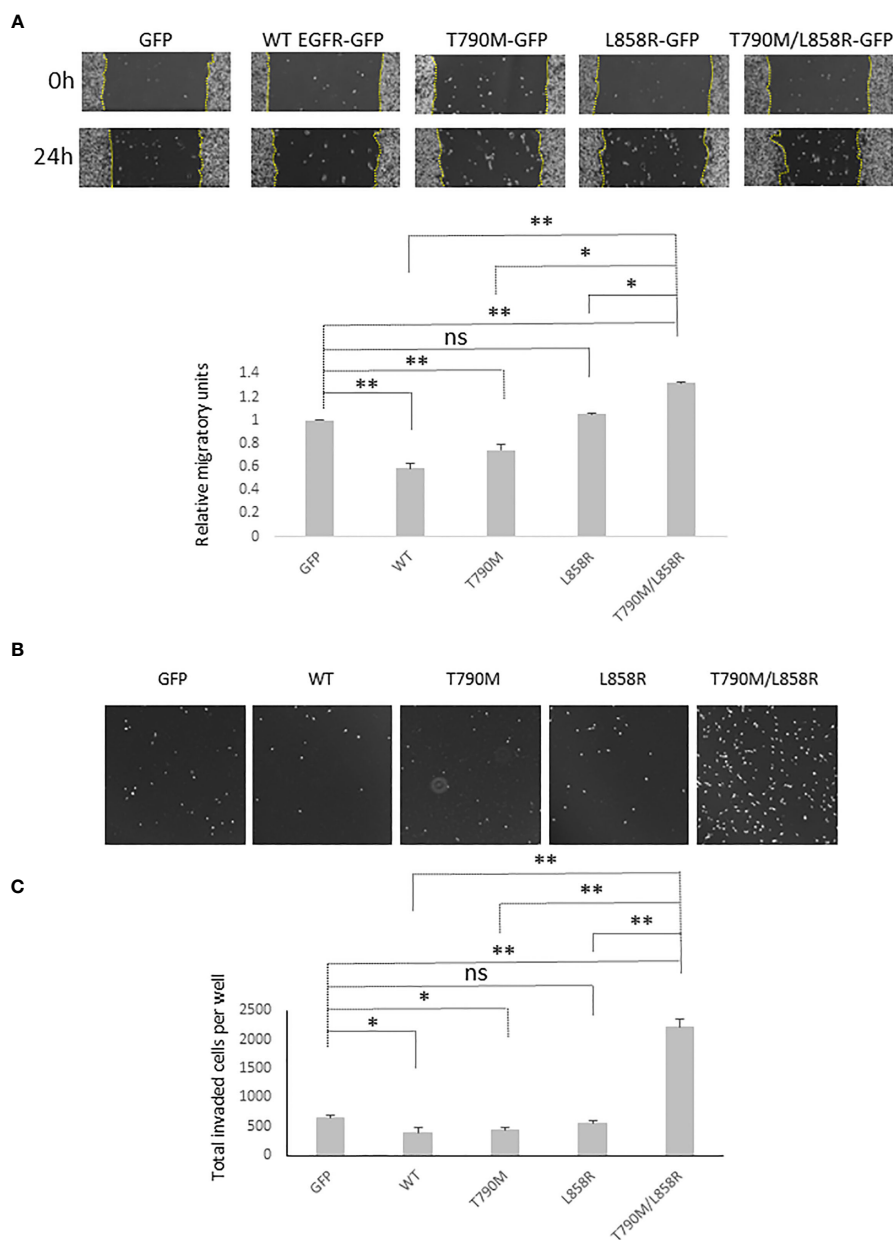 A
GFP
WT EGFR-GFP
T790M-GFP
L858R-GFP
T790M/L858R-GFP
0h
24h
**
*
*
**
ns
**
**
Relative migratory units
1.4
1.2
1
0.8
0.6
0.4
0.2
0
GFP
WT
T790M
L858R
T790M/L858R
B
GFP
WT
T790M
L858R
T790M/L858R
C
**
**
**
**
ns
*
*
Total invaded cells per well
2500
2000
1500
1000
500
0
GFP
WT
T790M
L858R
T790M/L858R